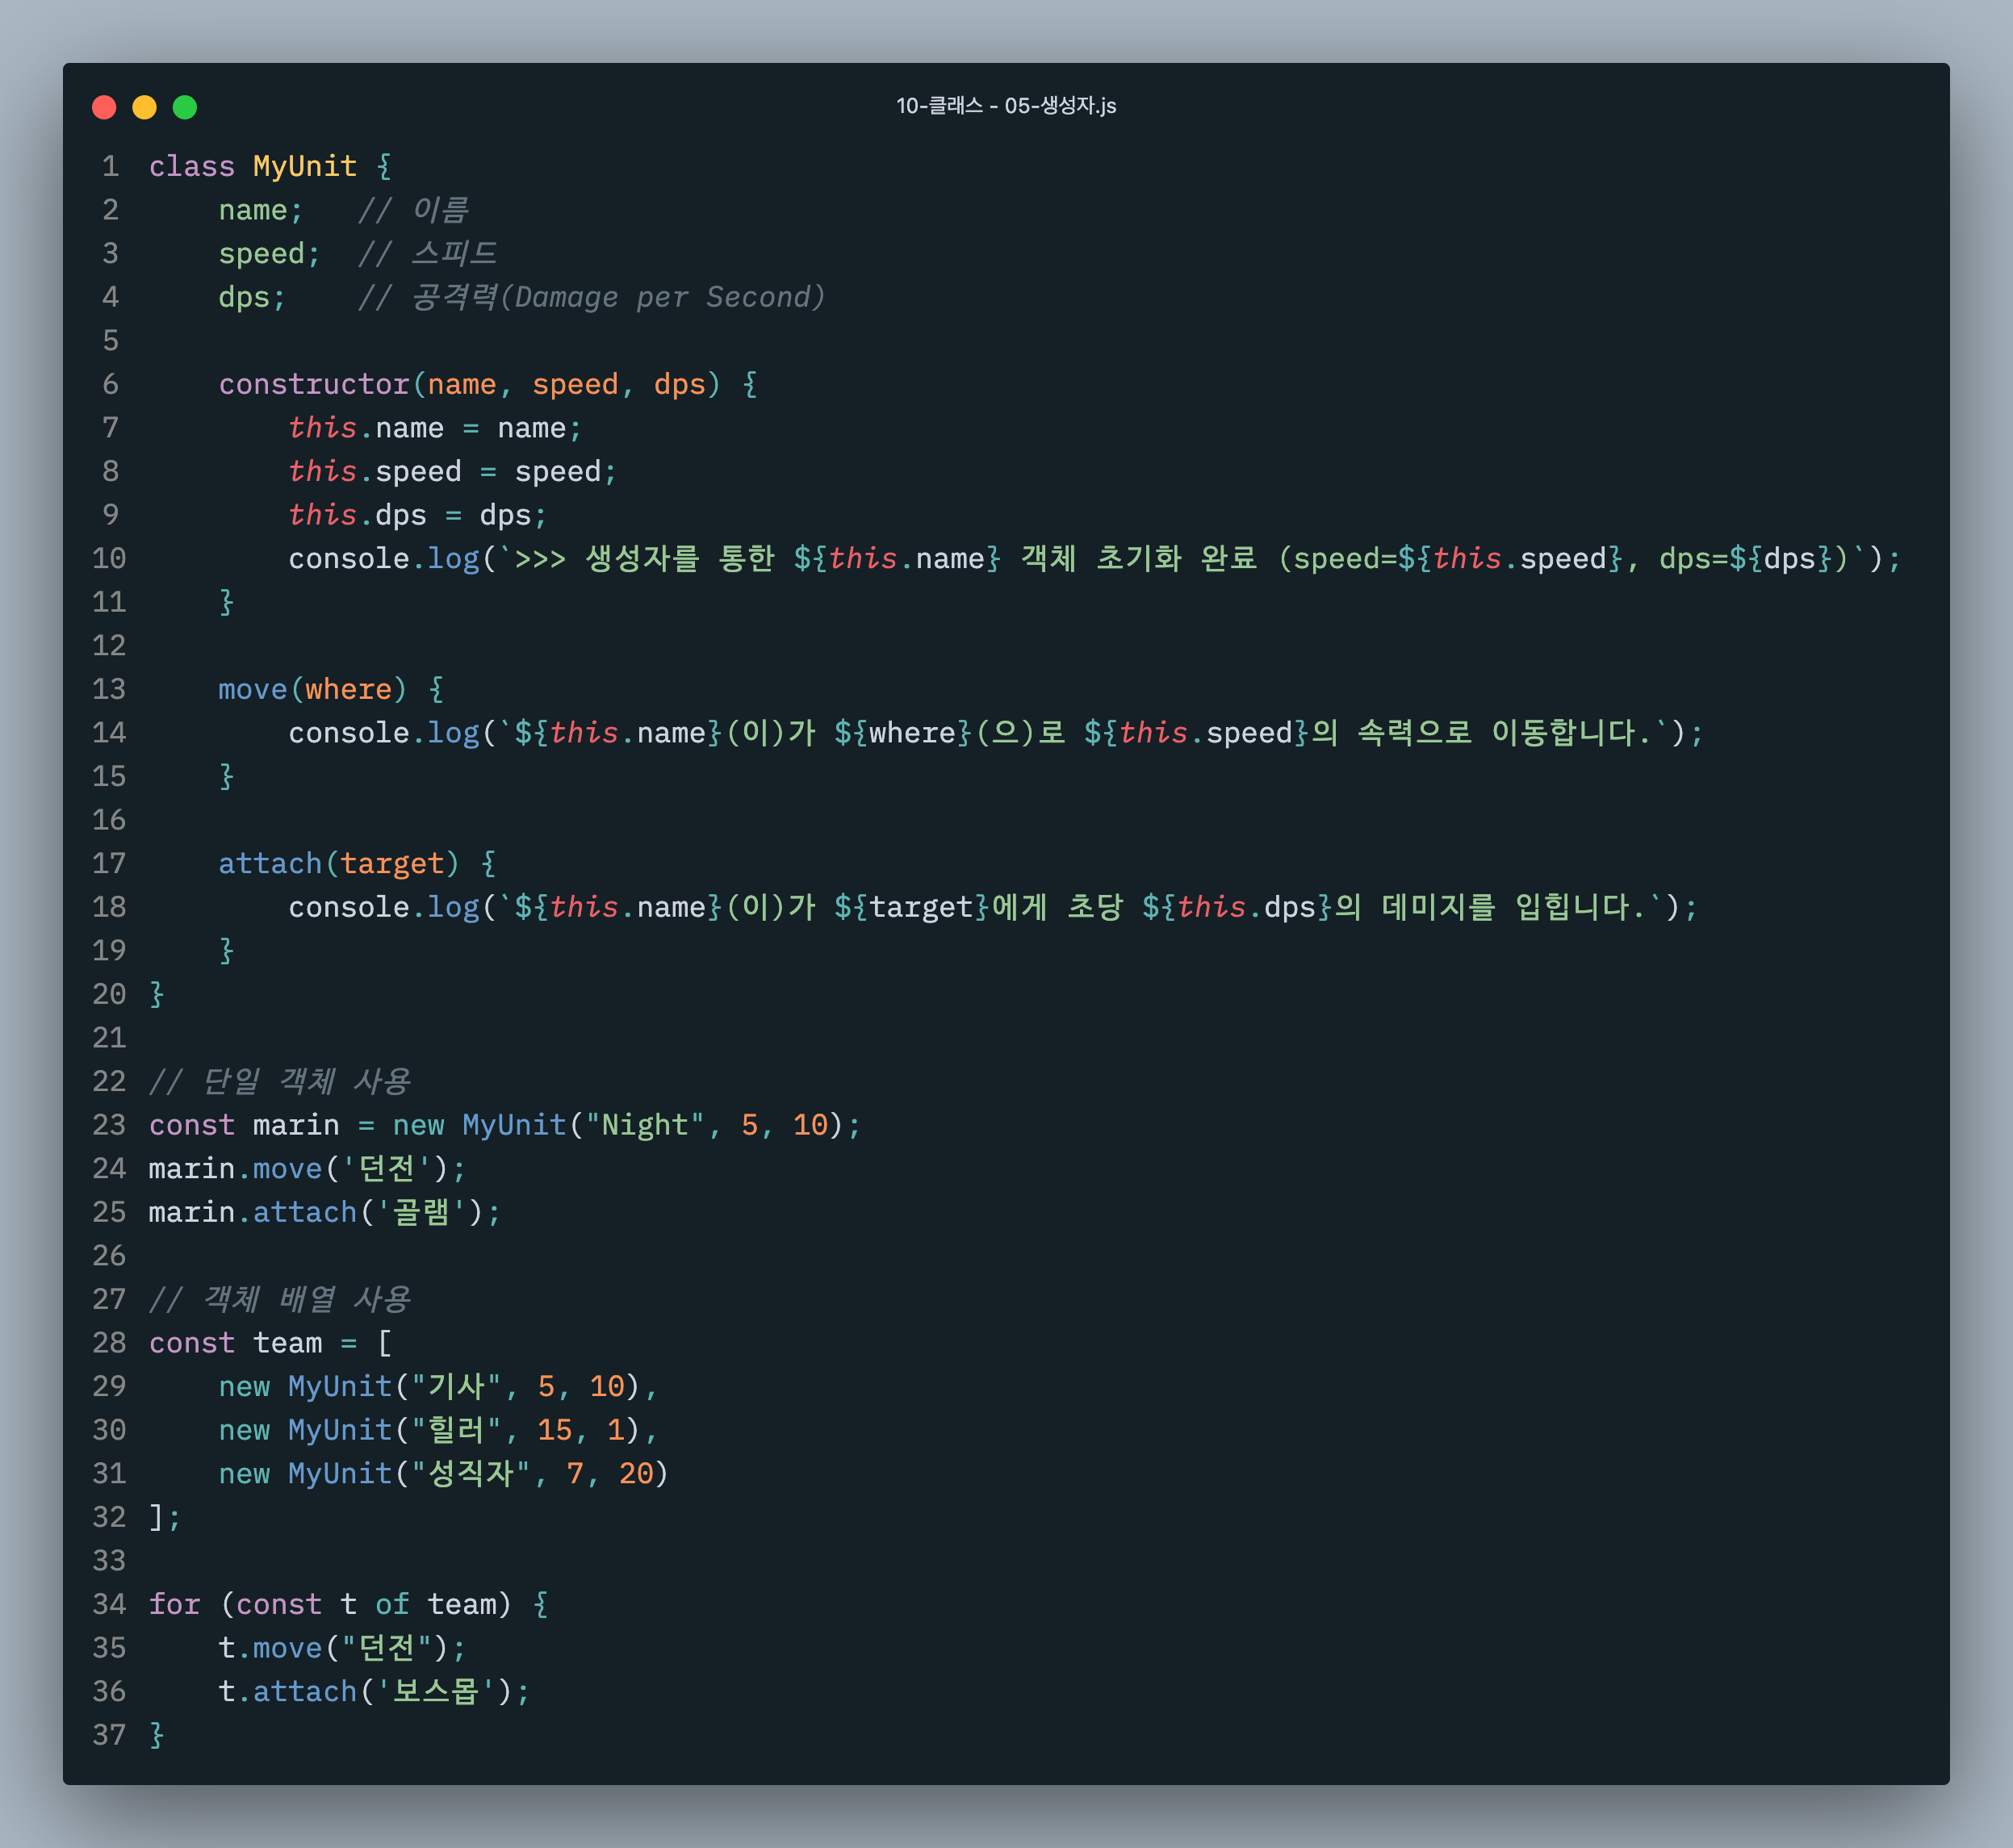 10-클래스 - 05-생성자.js
1 class MyUnit {
2     name;   // 이름
3     speed;  // 스피드
4     dps;    // 공격력(Damage per Second)
5
6     constructor(name, speed, dps) {
7         this.name = name;
8         this.speed = speed;
9         this.dps = dps;
10         console.log(`>>> 생성자를 통한 ${this.name} 객체 초기화 완료 (speed=${this.speed}, dps=${dps})`);
11     }
12
13     move(where) {
14         console.log(`${this.name}(이)가 ${where}(으)로 ${this.speed}의 속력으로 이동합니다.`);
15     }
16
17     attach(target) {
18         console.log(`${this.name}(이)가 ${target}에게 초당 ${this.dps}의 데미지를 입힙니다.`);
19     }
20 }
21
22 // 단일 객체 사용
23 const marin = new MyUnit("Night", 5, 10);
24 marin.move('던전');
25 marin.attach('골램');
26
27 // 객체 배열 사용
28 const team = [
29     new MyUnit("기사", 5, 10),
30     new MyUnit("힐러", 15, 1),
31     new MyUnit("성직자", 7, 20)
32 ];
33
34 for (const t of team) {
35     t.move("던전");
36     t.attach('보스몹');
37 }